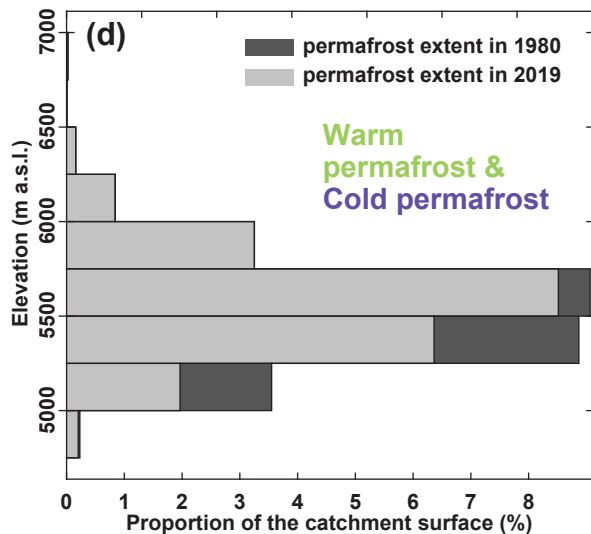 (d)
permafrost extent in 1980
permafrost extent in 2019
Warm
permafrost &
Cold permafrost
Elevation (m a.s.l.)
7000
6500
6000
5500
5000
0 1 2 3 4 5 6 7 8
Proportion of the catchment surface (%)